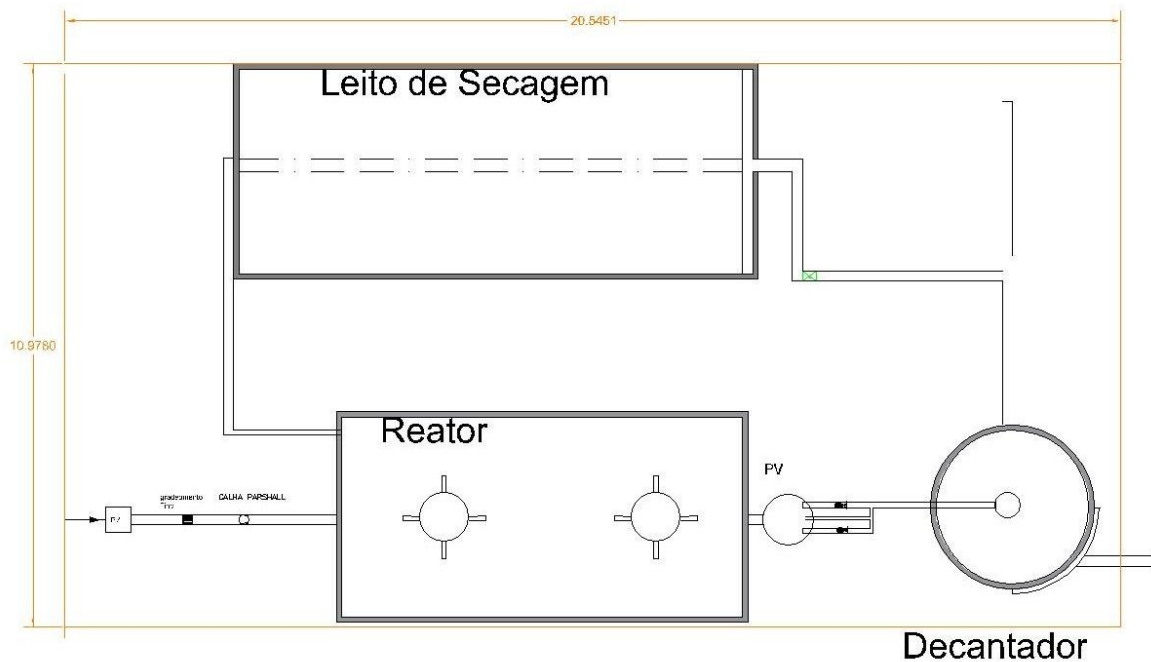 20.5451
Leito de Secagem
10.9780
Reator
PV
gradeamento
CALHA PARSHALL
Decantador